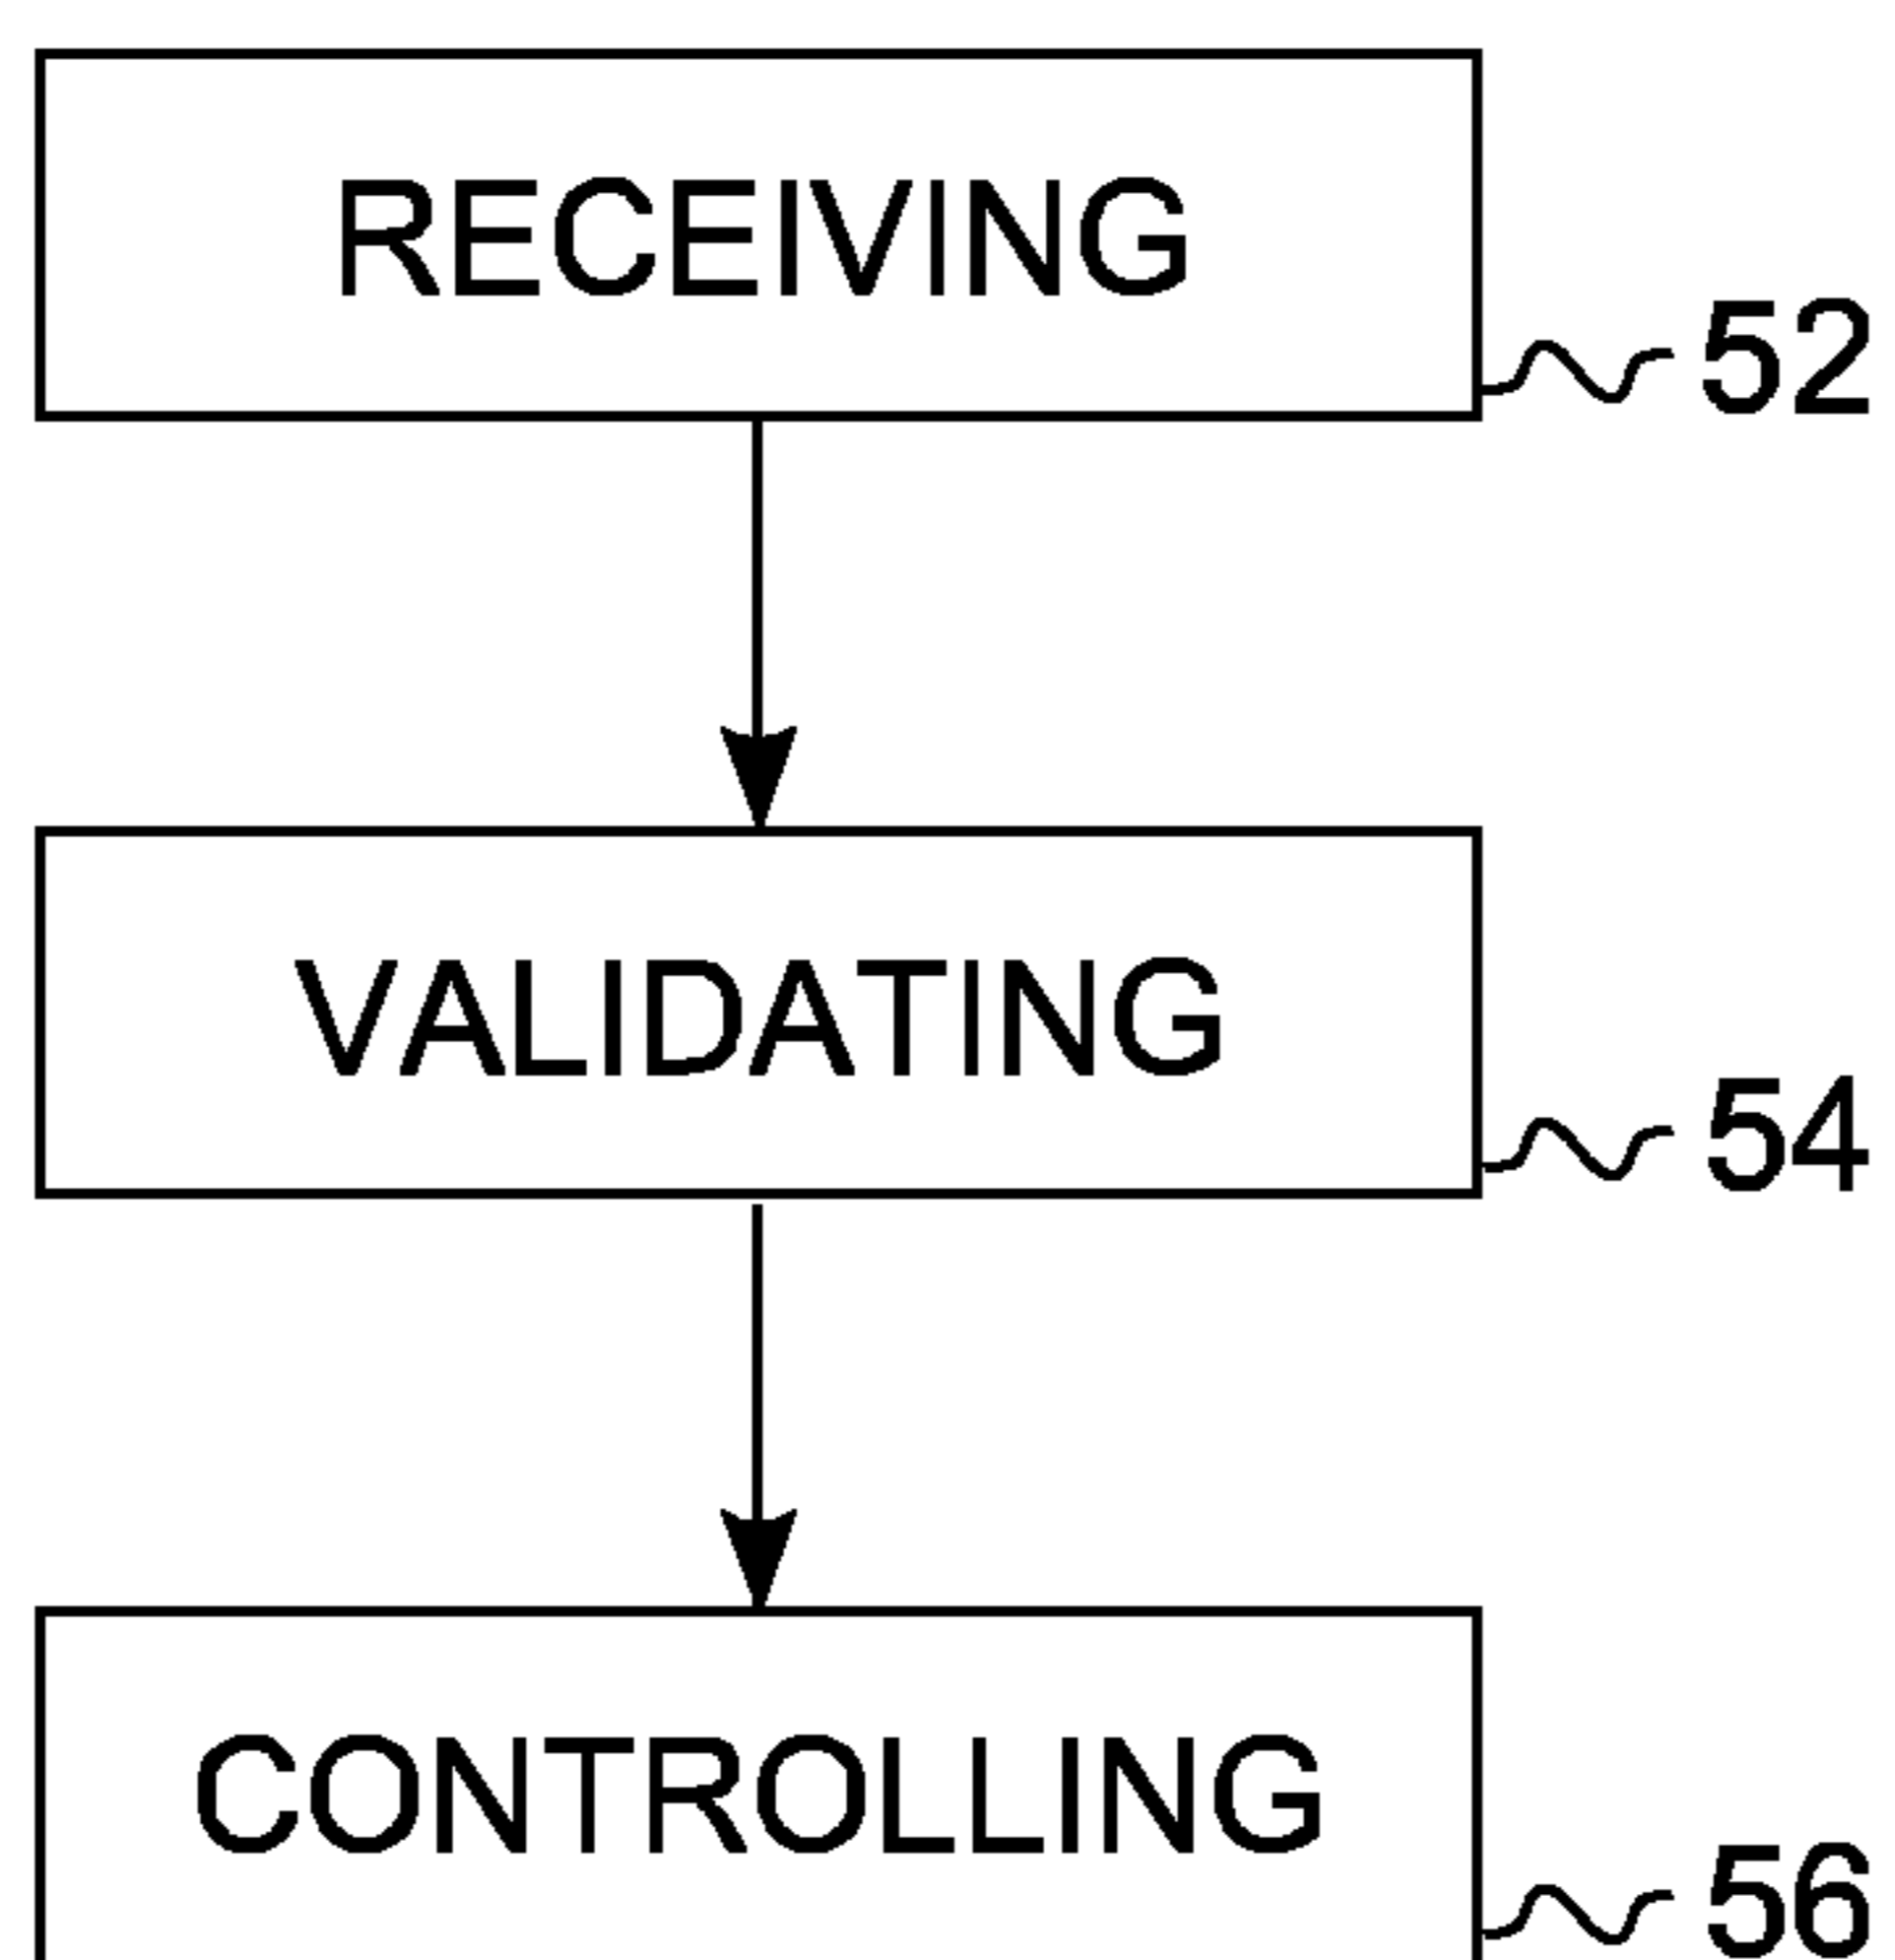 RECEIVING
52
VALIDATING
54
CONTROLLING
56